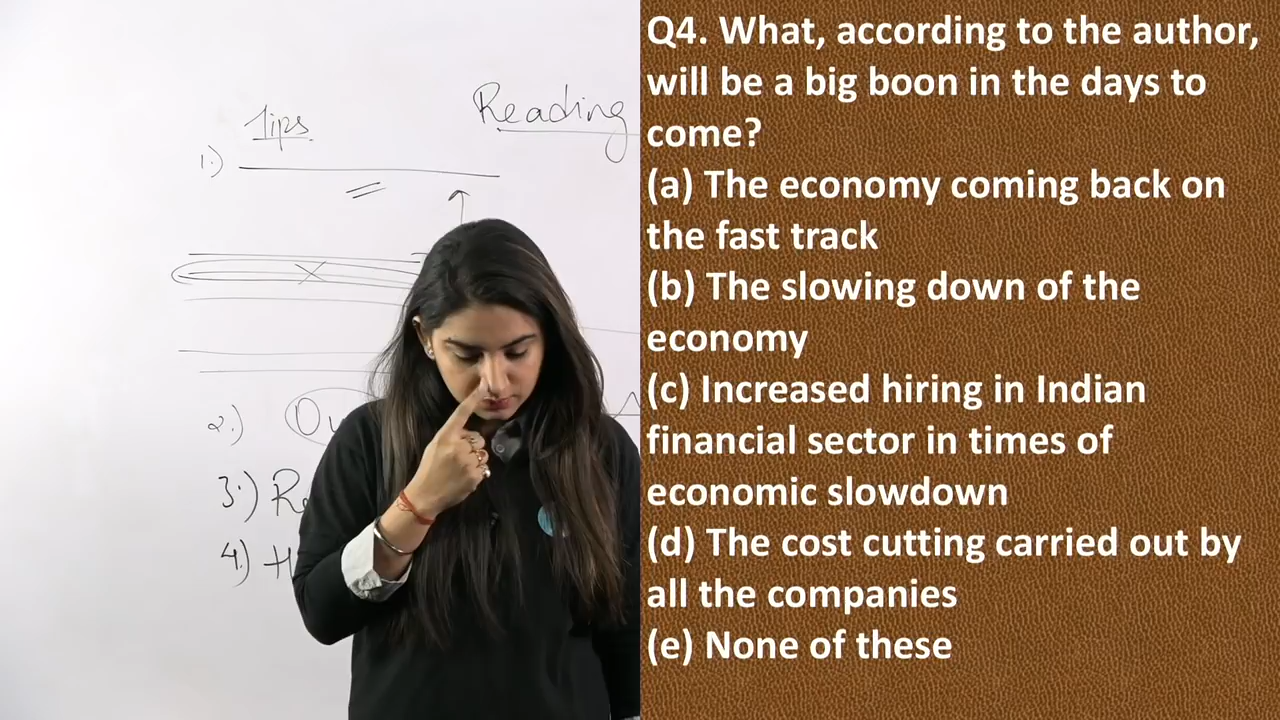 Tips
Reading
1.)
2.)
3.)
4.)
Q4. What, according to the author,
will be a big boon in the days to
come?
(a) The economy coming back on
the fast track
(b) The slowing down of the
economy
(c) Increased hiring in Indian
financial sector in times of
economic slowdown
(d) The cost cutting carried out by
all the companies
(e) None of these